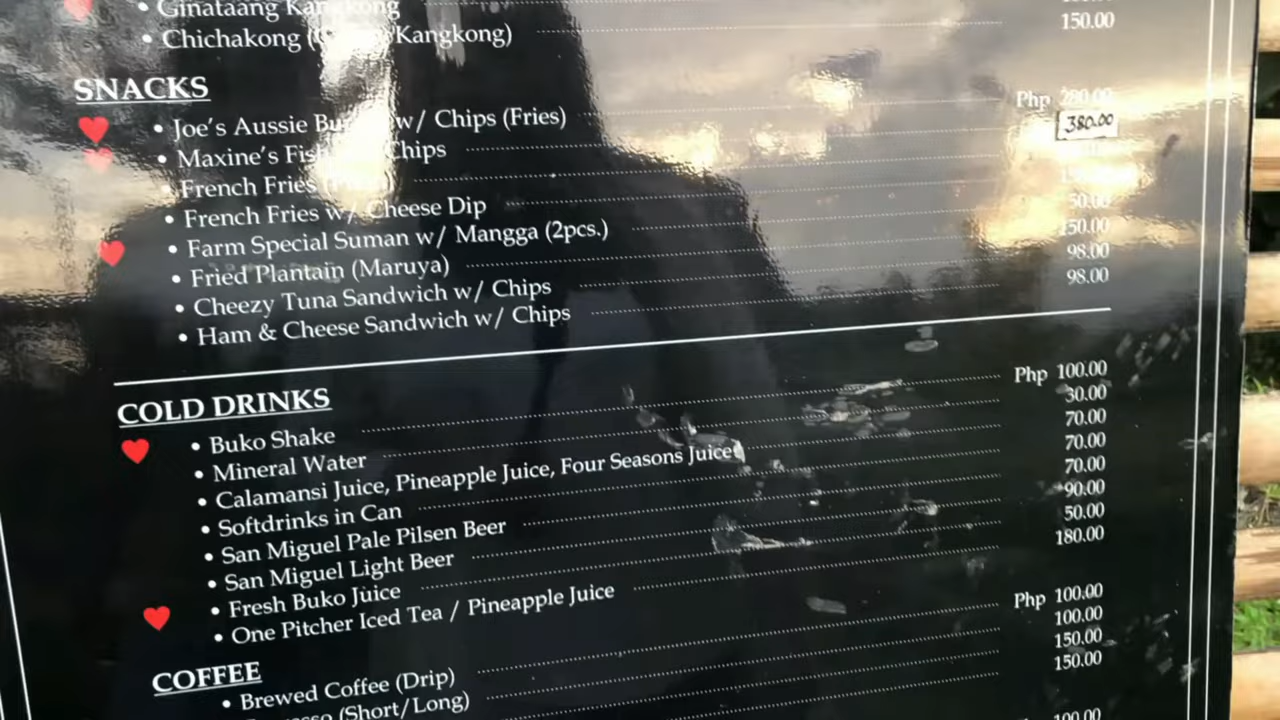 • Ginataang Kangkong
• Chichakong ( Kangkong) 150.00
SNACKS
• Joe's Aussie w/ Chips (Fries) Php 280.00
• Maxine's Chips 380.00
• French Fries
• French Fries w/ Cheese Dip
• Farm Special Suman w/ Mangga (2pcs.) 50.00
• Fried Plantain (Maruya) 150.00
• Cheezy Tuna Sandwich w/ Chips 98.00
• Ham & Cheese Sandwich w/ Chips 98.00
COLD DRINKS
• Buko Shake Php 100.00
• Mineral Water 30.00
• Calamansi Juice, Pineapple Juice, Four Seasons Juice 70.00
• Softdrinks in Can 70.00
• San Miguel Pale Pilsen Beer 70.00
• San Miguel Light Beer 90.00
• Fresh Buko Juice 50.00
• One Pitcher Iced Tea / Pineapple Juice 180.00
COFFEE
• Brewed Coffee (Drip) Php 100.00
(Short/Long) 100.00
150.00
150.00
100.00